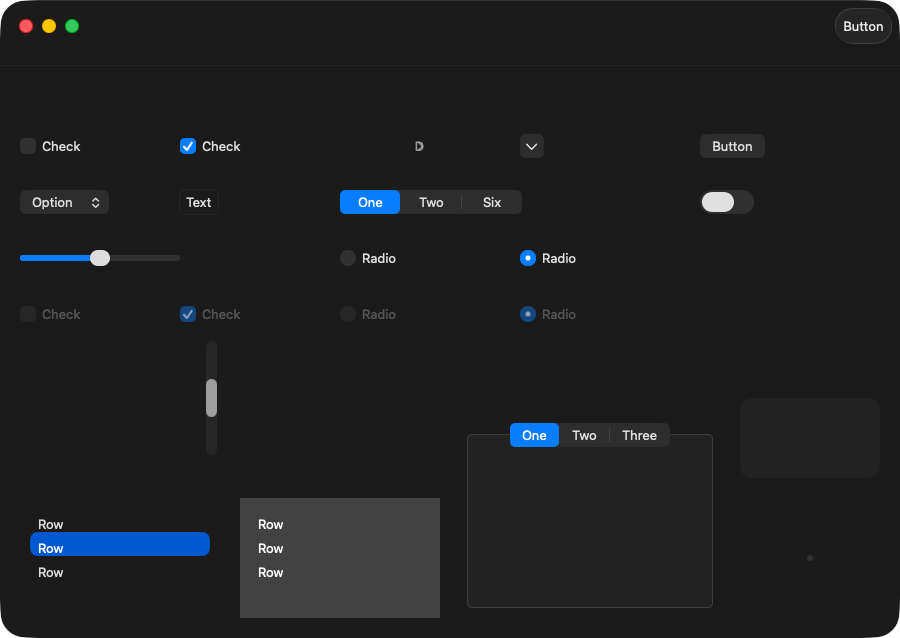 Button
Check
Check
Button
Option
Text
One
Two
Six
Radio
Radio
Check
Check
Radio
Radio
One
Two
Three
Row
Row
Row
Row
Row
Row